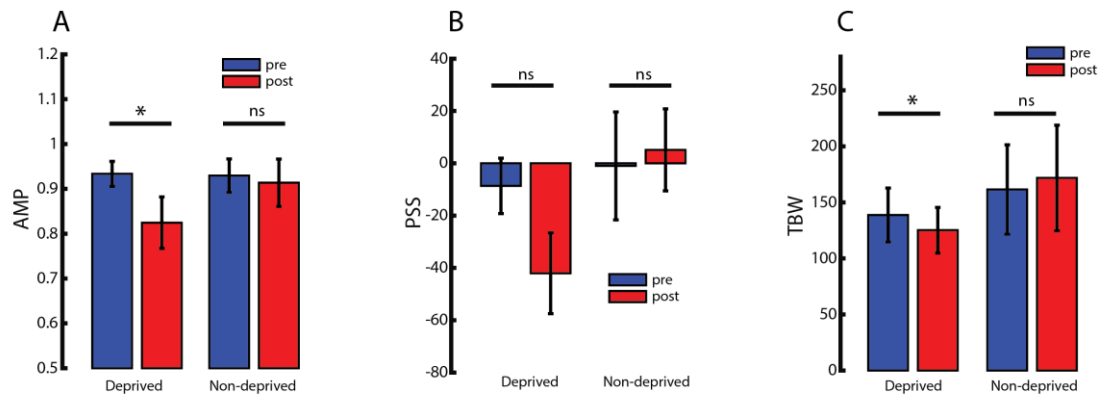 A
AMP
1.2
1.1
1
0.9
0.8
0.7
0.6
0.5
pre
post
*
ns
Deprived
Non-deprived
B
PSS
40
20
0
-20
-40
-60
-80
ns
ns
pre
post
Deprived
Non-deprived
C
TBW
250
200
150
100
50
0
pre
post
*
ns
Deprived
Non-deprived